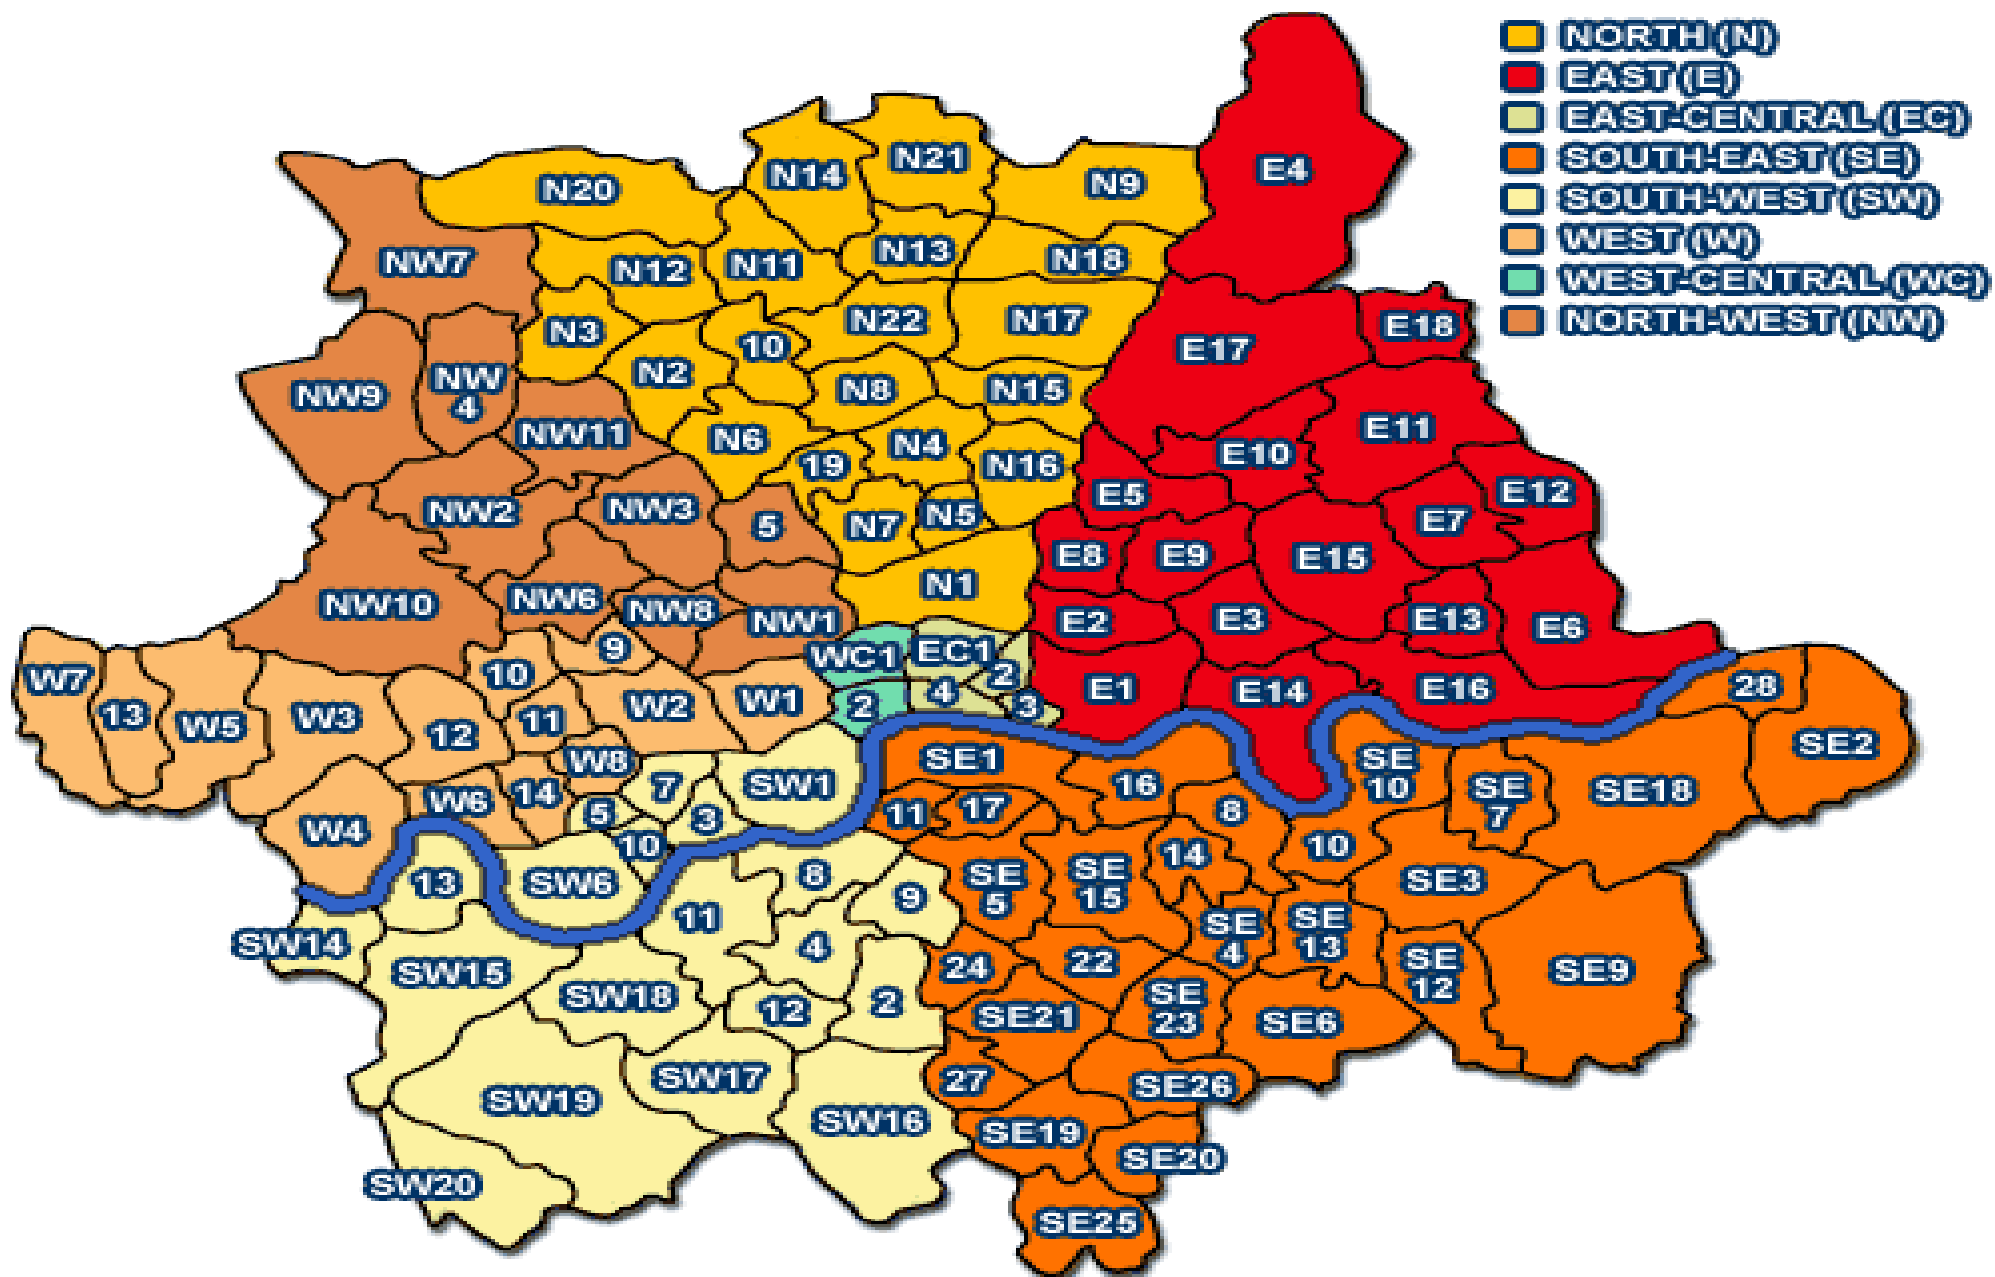 NORTH (N)
EAST (E)
EAST-CENTRAL (EC)
SOUTH-EAST (SE)
SOUTH-WEST (SW)
WEST (W)
WEST-CENTRAL (WC)
NORTH-WEST (NW)
E4
N21
N14
N9
N20
N13
N18
N11
N12
NW7
N22
N17
E18
N3
10
E17
N2
NW
4
N8
N15
NW9
E11
NW11
N6
N4
E10
19
N16
E5
E12
NW2
NW3
5
N7
N5
E7
E8
E9
E15
N1
NW10
NW6
NW8
NW1
E2
E3
E13
E6
9
WC1
EC1
2
W7
10
W1
2
4
3
E1
E14
E16
28
13
W5
W3
12
11
W2
W8
SW1
SE1
SE
10
SE2
7
16
SE
7
SE18
W6
14
5
3
11
17
8
W4
10
10
14
13
SW6
8
9
SE
5
SE
15
SE3
11
SE
4
SE
13
SW14
4
24
22
SE
12
SE9
SW15
SW18
12
2
SE21
SE
23
SE6
SW17
27
SE26
SW19
SW16
SE19
SE20
SW20
SE25